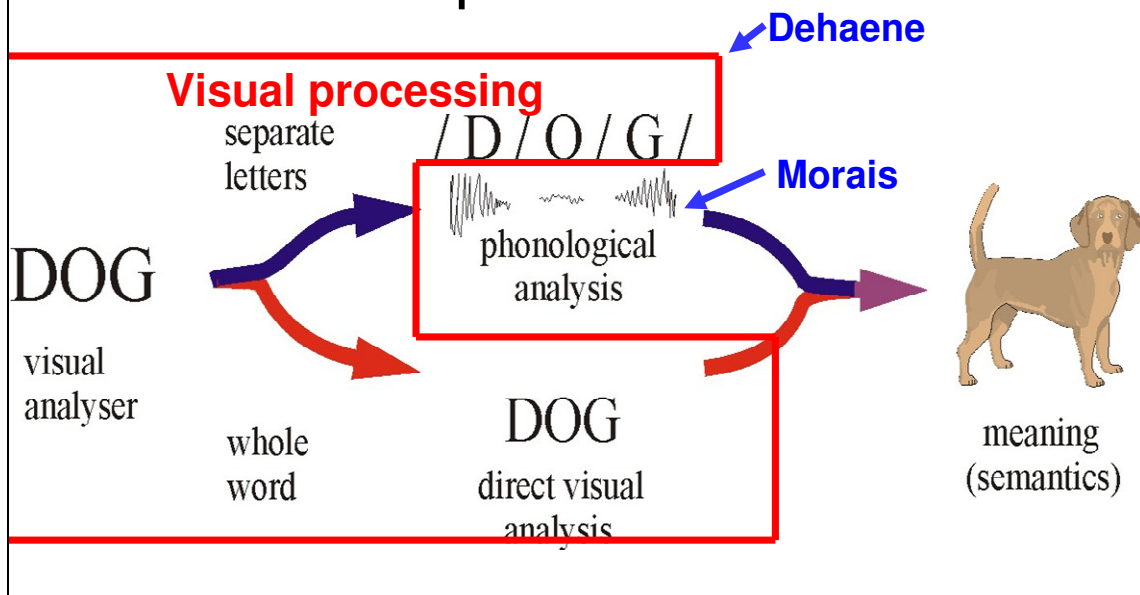 Dehaene
Visual processing
separate
letters
/ D / O / G /
Morais
phonological
analysis
DOG
visual
analyser
whole
word
DOG
direct visual
analysis
meaning
(semantics)